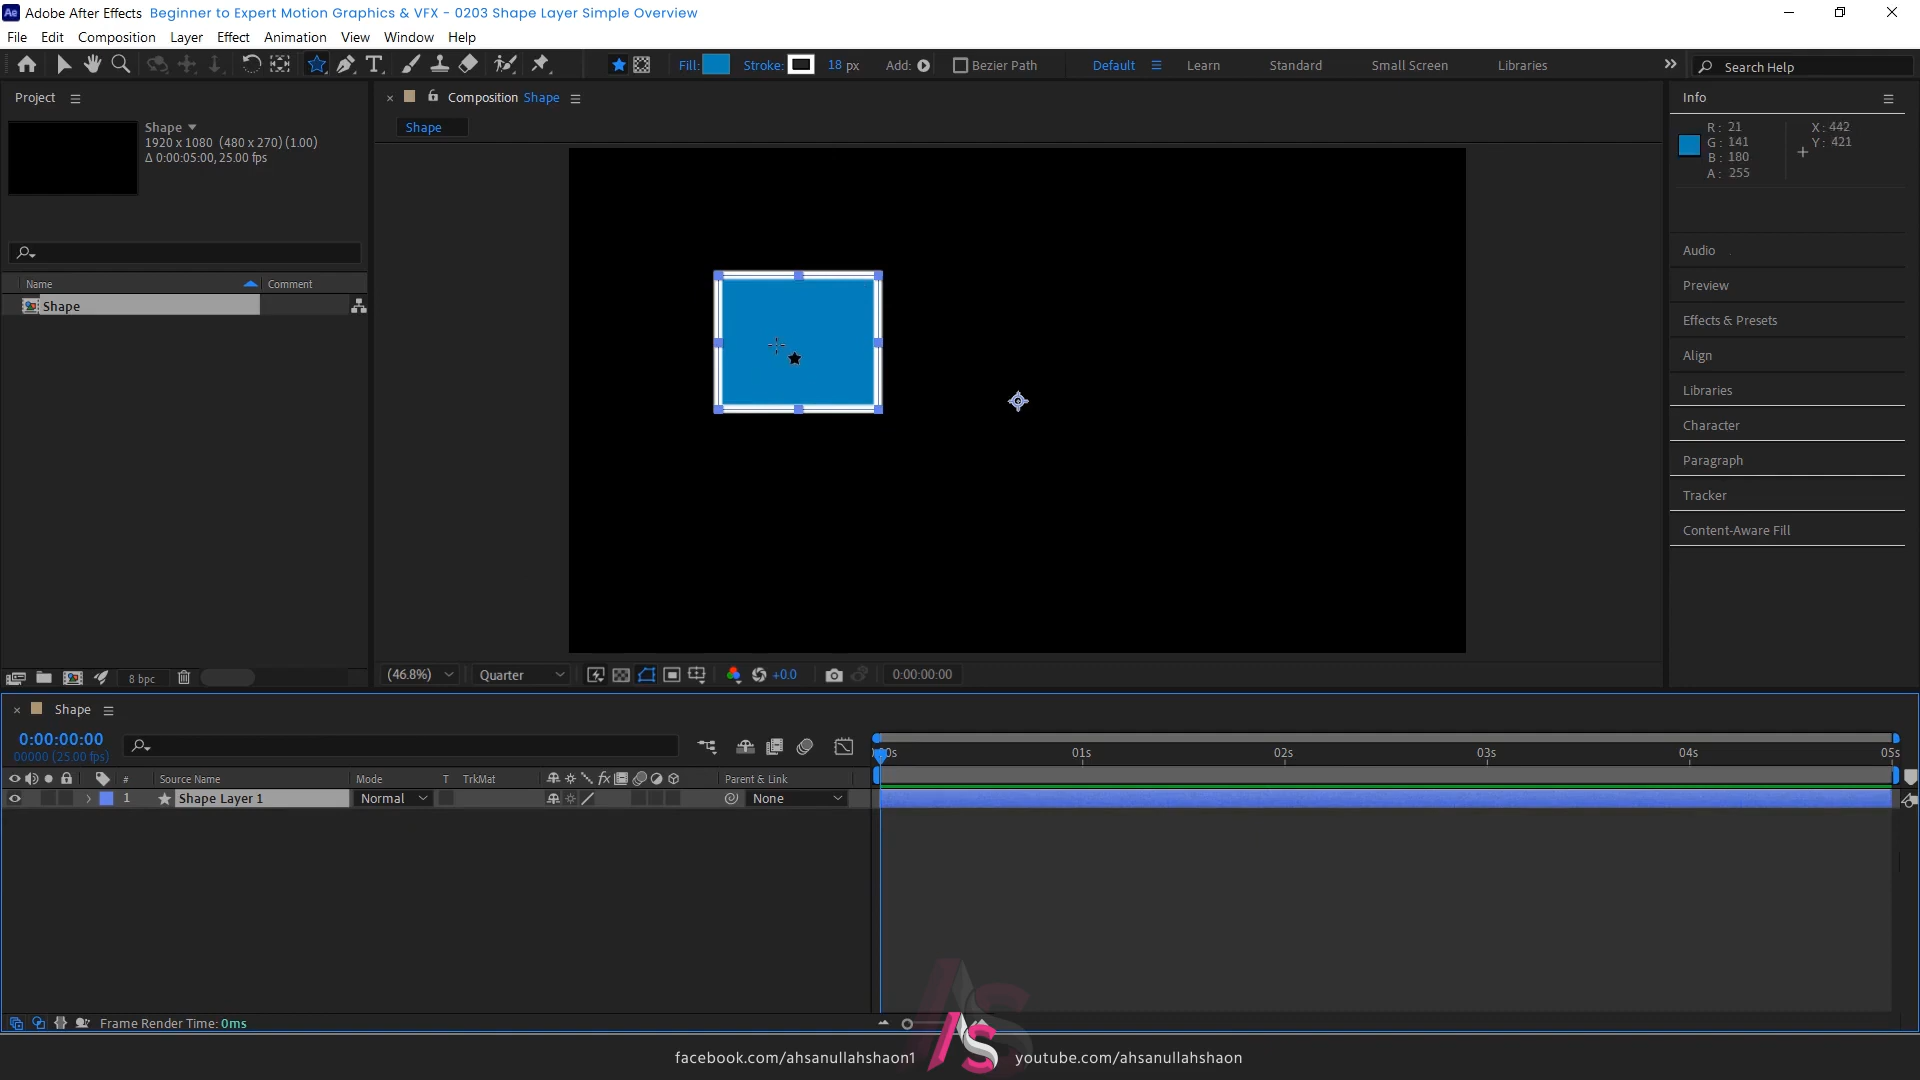 Adobe After Effects Beginner to Expert Motion Graphics & VFX - 0203 Shape Layer Simple Overview
File Edit Composition Layer Effect Animation View Window Help
Fill: Stroke: 18 px Add: Bezier Path Default Learn Standard Small Screen Libraries Search Help
Project
Shape
1920 x 1080 (480 x 270) (1.00)
Δ 0:00:05:00, 25.00 fps
Name Comment
Shape
8 bpc
Composition Shape
Shape
(46.8%) Quarter +0.0 0:00:00:00
Info
R: 21 X: 442
G: 141 Y: 421
B: 180
A: 255
Audio
Preview
Effects & Presets
Align
Libraries
Character
Paragraph
Tracker
Content-Aware Fill
Shape
0:00:00:00
00000 (25.00 fps)
01s 02s 03s 04s 05s
# Source Name Mode T TrkMat fx Parent & Link
1 Shape Layer 1 Normal None
Frame Render Time: 0ms
facebook.com/ahsanullahshaon1 AS youtube.com/ahsanullahshaon